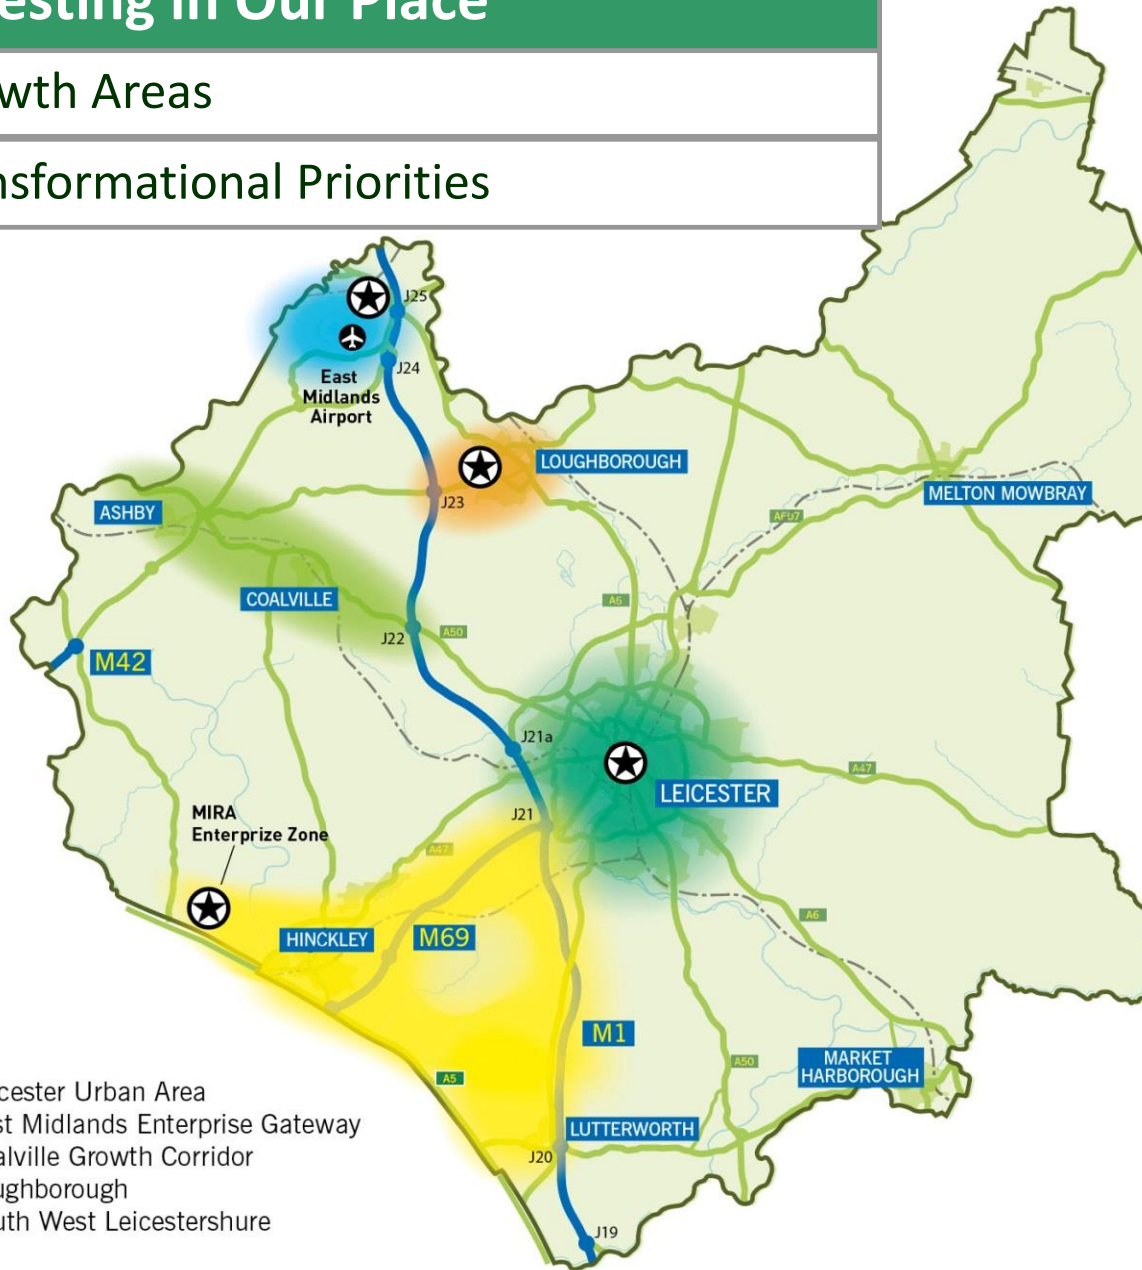 esting in Our Place
wth Areas
nsformational Priorities
J25
J24
East
Midlands
Airport
LOUGHBOROUGH
J23
ASHBY
MELTON MOWBRAY
COALVILLE
A6
J22
A50
M42
J21a
A47
LEICESTER
MIRA
Enterprize Zone
J21
A47
A6
HINCKLEY
M69
M1
A50
MARKET
HARBOROUGH
A5
LUTTERWORTH
J20
J19
cester Urban Area
st Midlands Enterprise Gateway
alville Growth Corridor
ughborough
uth West Leicestershure